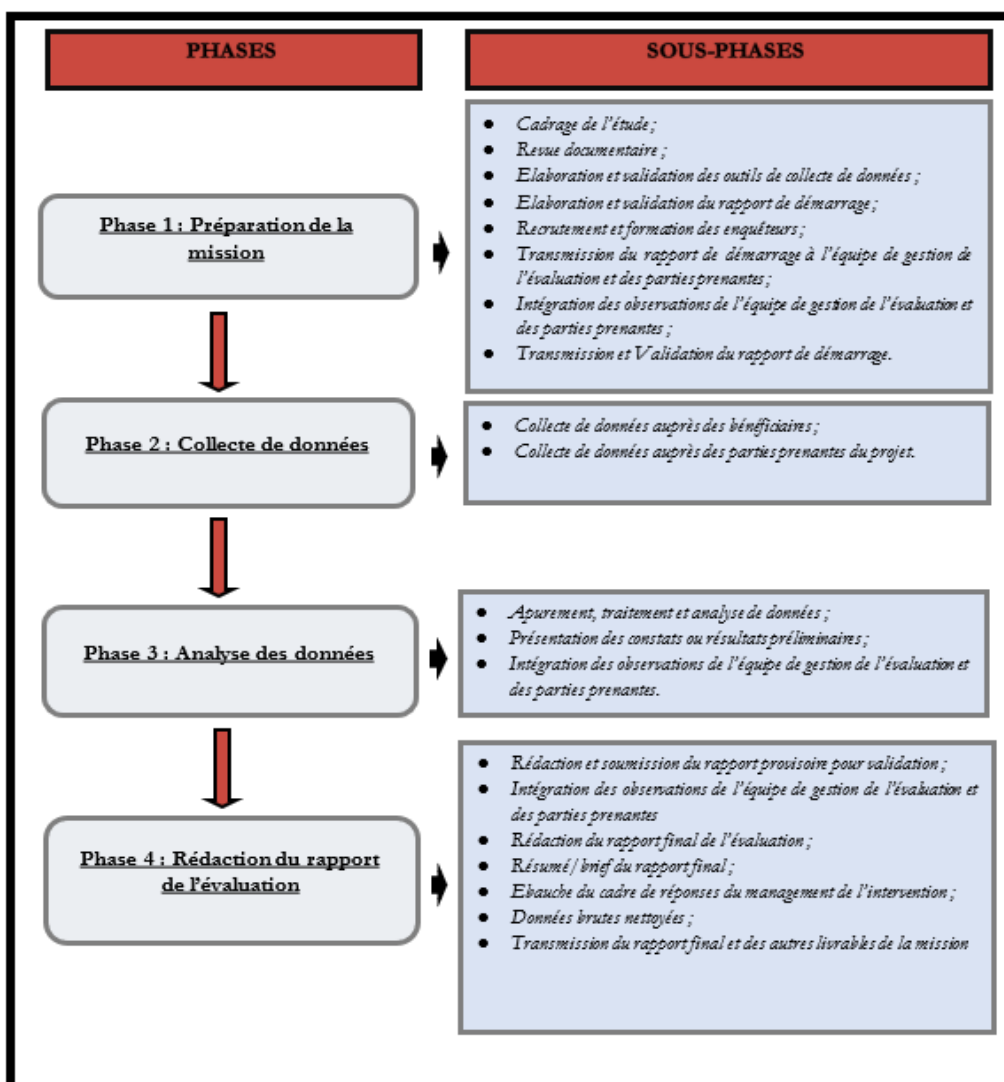 PHASES
SOUS-PHASES
Phase 1 : Préparation de la
mission
● Cadrage de l'étude ;
● Revue documentaire ;
● Elaboration et validation des outils de collecte de données ;
● Elaboration et validation du rapport de démarrage ;
● Recrutement et formation des enquêteurs ;
● Transmission du rapport de démarrage à l'équipe de gestion de
l'évaluation et des parties prenantes ;
● Intégration des observations de l'équipe de gestion de l'évaluation et
des parties prenantes ;
● Transmission et Validation du rapport de démarrage.
Phase 2 : Collecte de données
● Collecte de données auprès des bénéficiaires ;
● Collecte de données auprès des parties prenantes du projet.
Phase 3 : Analyse des données
● Apurement, traitement et analyse de données ;
● Présentation des constats ou résultats préliminaires ;
● Intégration des observations de l'équipe de gestion de l'évaluation et
des parties prenantes.
Phase 4 : Rédaction du rapport
de l'évaluation
● Rédaction et soumission du rapport provisoire pour validation ;
● Intégration des observations de l'équipe de gestion de l'évaluation et
des parties prenantes
● Rédaction du rapport final de l'évaluation ;
● Résumé/brief du rapport final ;
● Ebauche du cadre de réponses du management de l'intervention ;
● Données brutes nettoyées ;
● Transmission du rapport final et des autres livrables de la mission